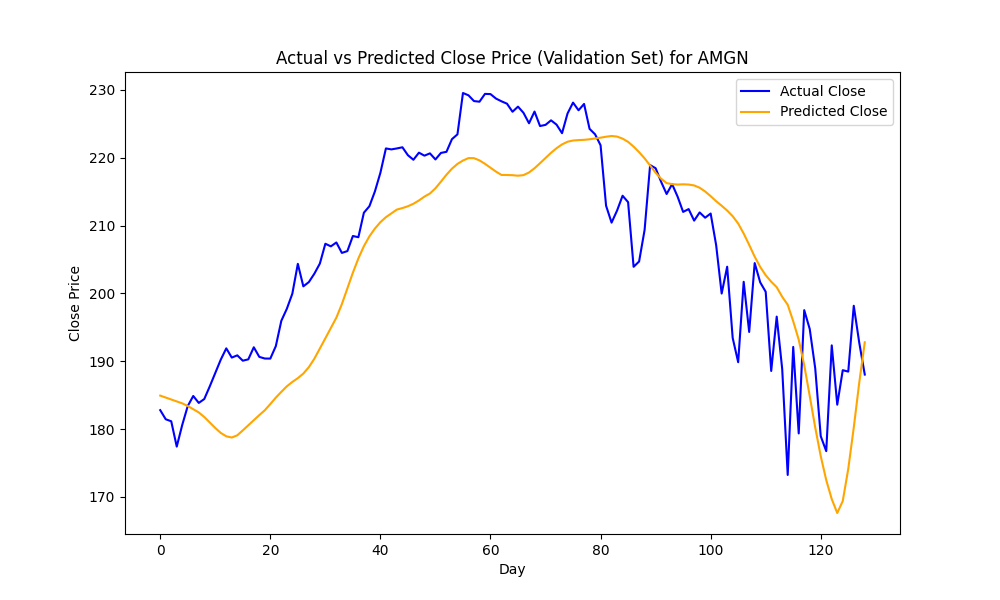 Actual vs Predicted Close Price (Validation Set) for AMGN
Actual Close
Predicted Close
Close Price
230
220
210
200
190
180
170
0 20 40 60 80 100 120
Day